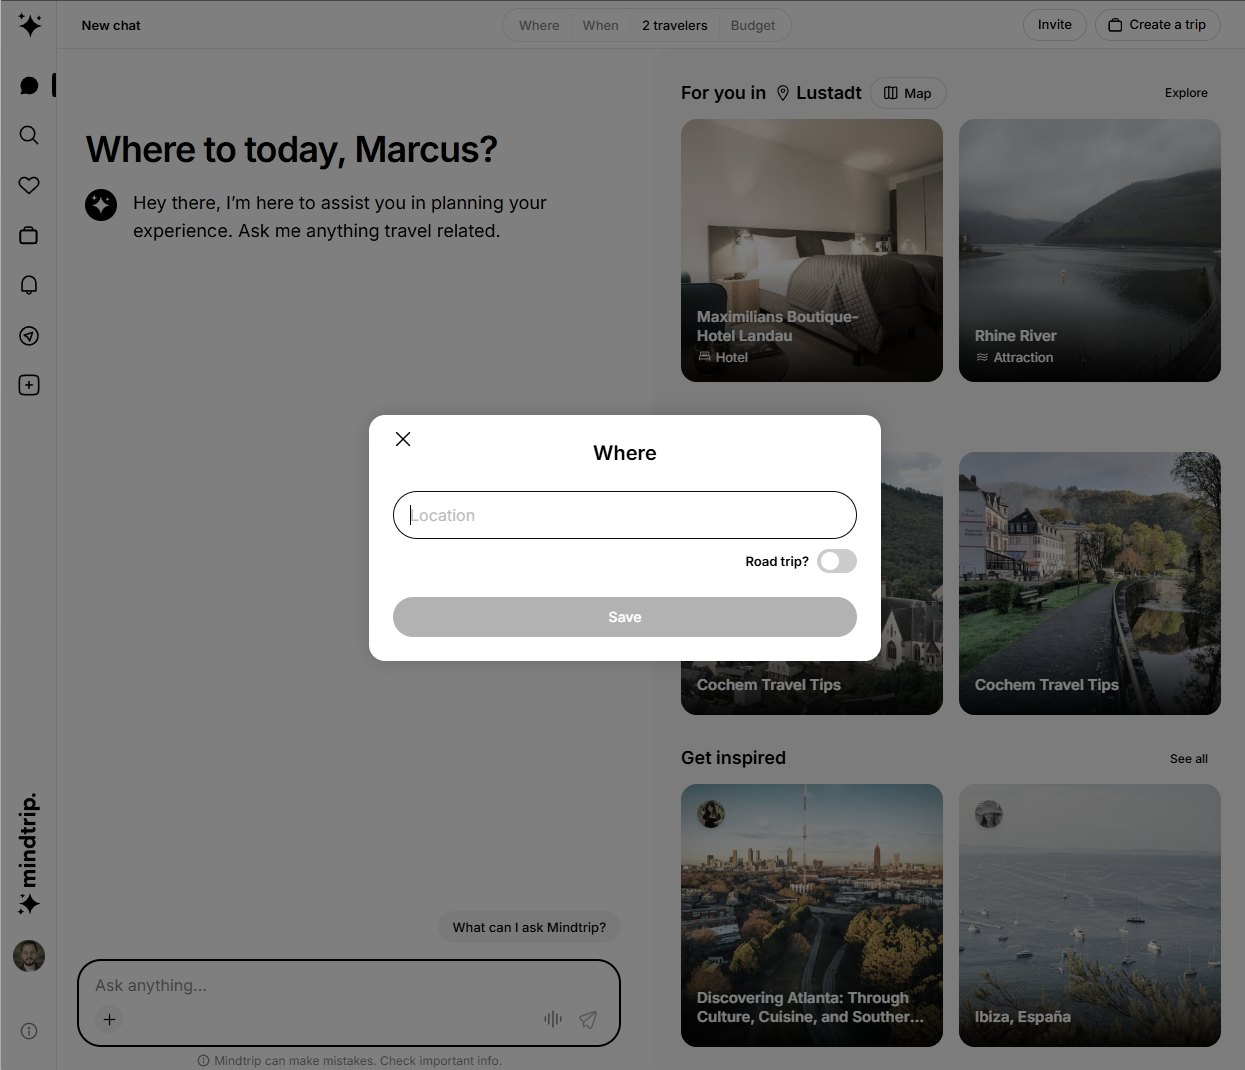 New chat
Where
When
2 travelers
Budget
Invite
Create a trip
Where to today, Marcus?
Hey there, I’m here to assist you in planning your
experience. Ask me anything travel related.
For you in Lustadt
Map
Explore
Maximilians Boutique-
Hotel Landau
Hotel
Rhine River
Attraction
Where
Location
Road trip?
Save
Cochem Travel Tips
Cochem Travel Tips
Get inspired
See all
Discovering Atlanta: Through
Culture, Cuisine, and Souther...
Ibiza, España
mindtrip.
What can I ask Mindtrip?
Ask anything...
Mindtrip can make mistakes. Check important info.